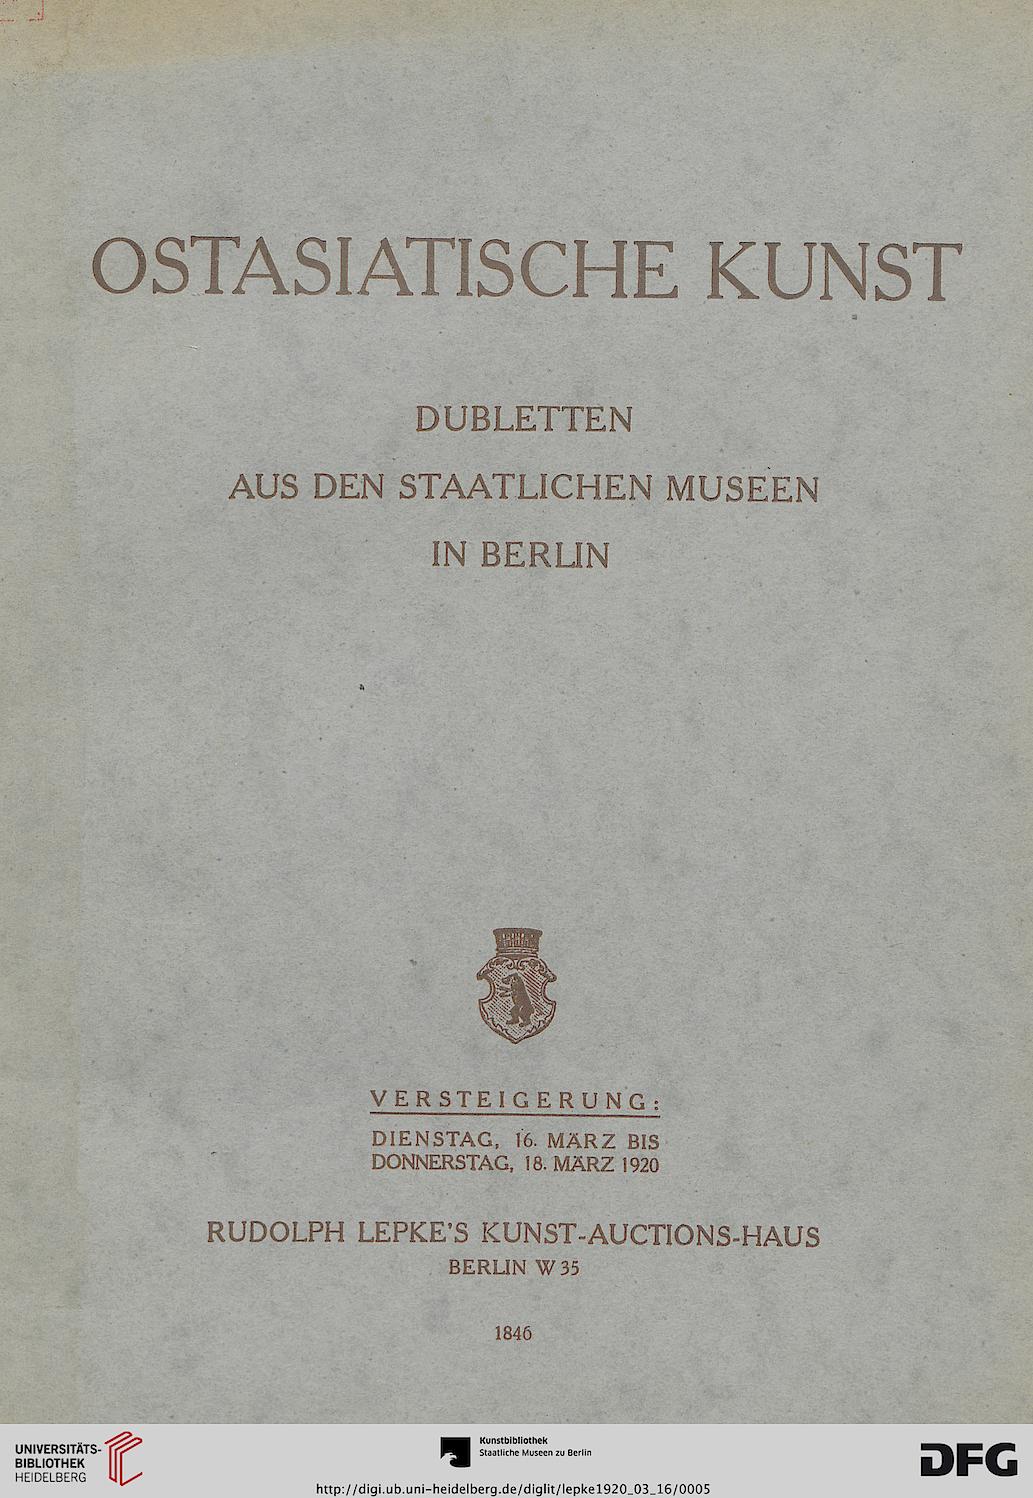 OSTASIATISCHE KUNST
DUBLETTEN
AUS DEN STAATLICHEN MUSEEN
IN BERLIN
VERSTEIGERUNG:
DIENSTAG, 16. MÄRZ BIS
DONNERSTAG, 18. MÄRZ 1920
RUDOLPH LEPKE'S KUNST-AUCTIONS-HAUS
BERLIN W 35
1846
UNIVERSITÄTS-
BIBLIOTHEK
HEIDELBERG
Kunstbibliothek
Staatliche Museen zu Berlin
http://digi.ub.uni-heidelberg.de/diglit/lepke1920_03_16/0005
DFG